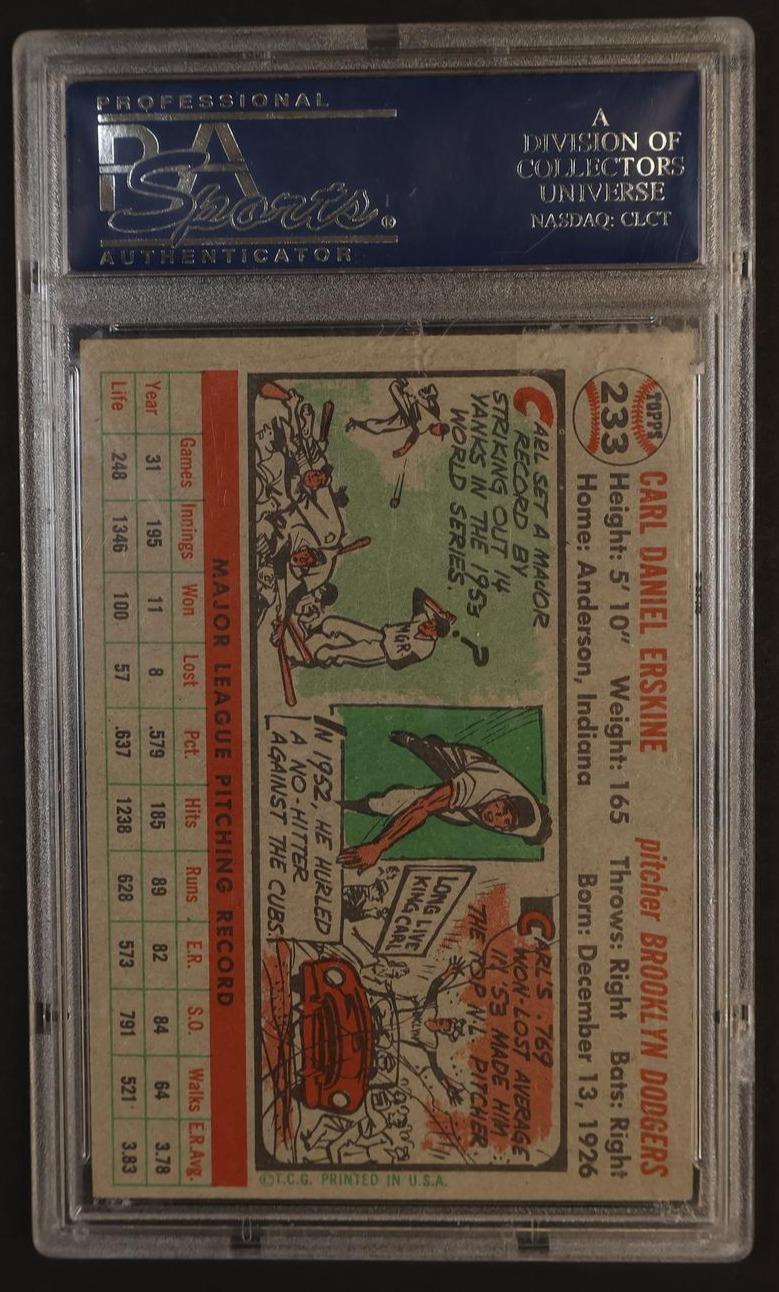 PROFESSIONAL
PSA
Sports®
AUTHENTICATOR
A
DIVISION OF
COLLECTORS
UNIVERSE
NASDAQ: CLCT
TOPPS
233
CARL DANIEL ERSKINE pitcher BROOKLYN DODGERS
Height: 5' 10" Weight: 165 Throws: Right Bats: Right
Home: Anderson, Indiana Born: December 13, 1926
CARL SET A MAJOR
RECORD BY
STRIKING OUT 14
YANKS IN THE 1953
WORLD SERIES.
?
MGR.
IN 1952, HE HURLED
A NO-HITTER
AGAINST THE CUBS.
CARL'S .769
WON-LOST AVERAGE
IN '53 MADE HIM
THE TOP N.L. PITCHER.
LONG LIVE
KING CARL
BROOKLYN
MAJOR LEAGUE PITCHING RECORD
Games Innings Won Lost Pct. Hits Runs E.R. S.O. Walks E.R.Avg.
Year 31 195 11 8 .579 185 89 82 84 64 3.78
Life 248 1346 100 57 .637 1238 628 573 791 521 3.83
©T.C.G. PRINTED IN U.S.A.